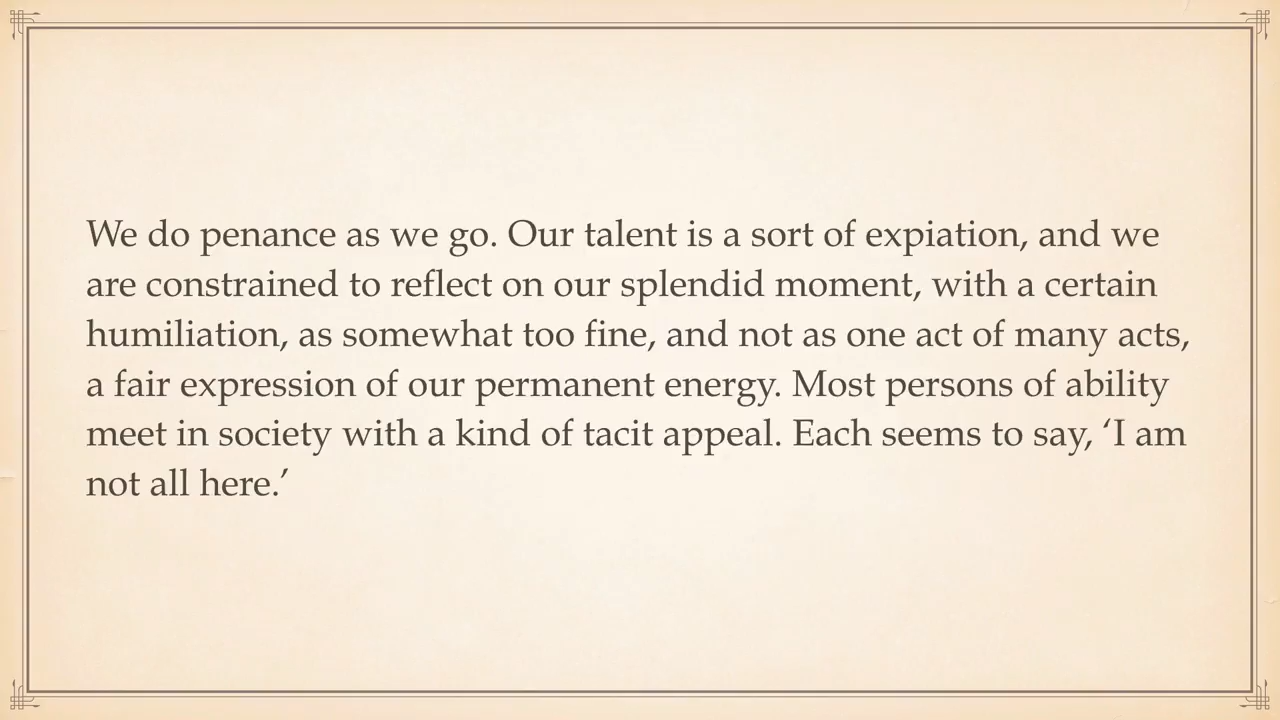 We do penance as we go. Our talent is a sort of expiation, and we
are constrained to reflect on our splendid moment, with a certain
humiliation, as somewhat too fine, and not as one act of many acts,
a fair expression of our permanent energy. Most persons of ability
meet in society with a kind of tacit appeal. Each seems to say, ‘I am
not all here.’